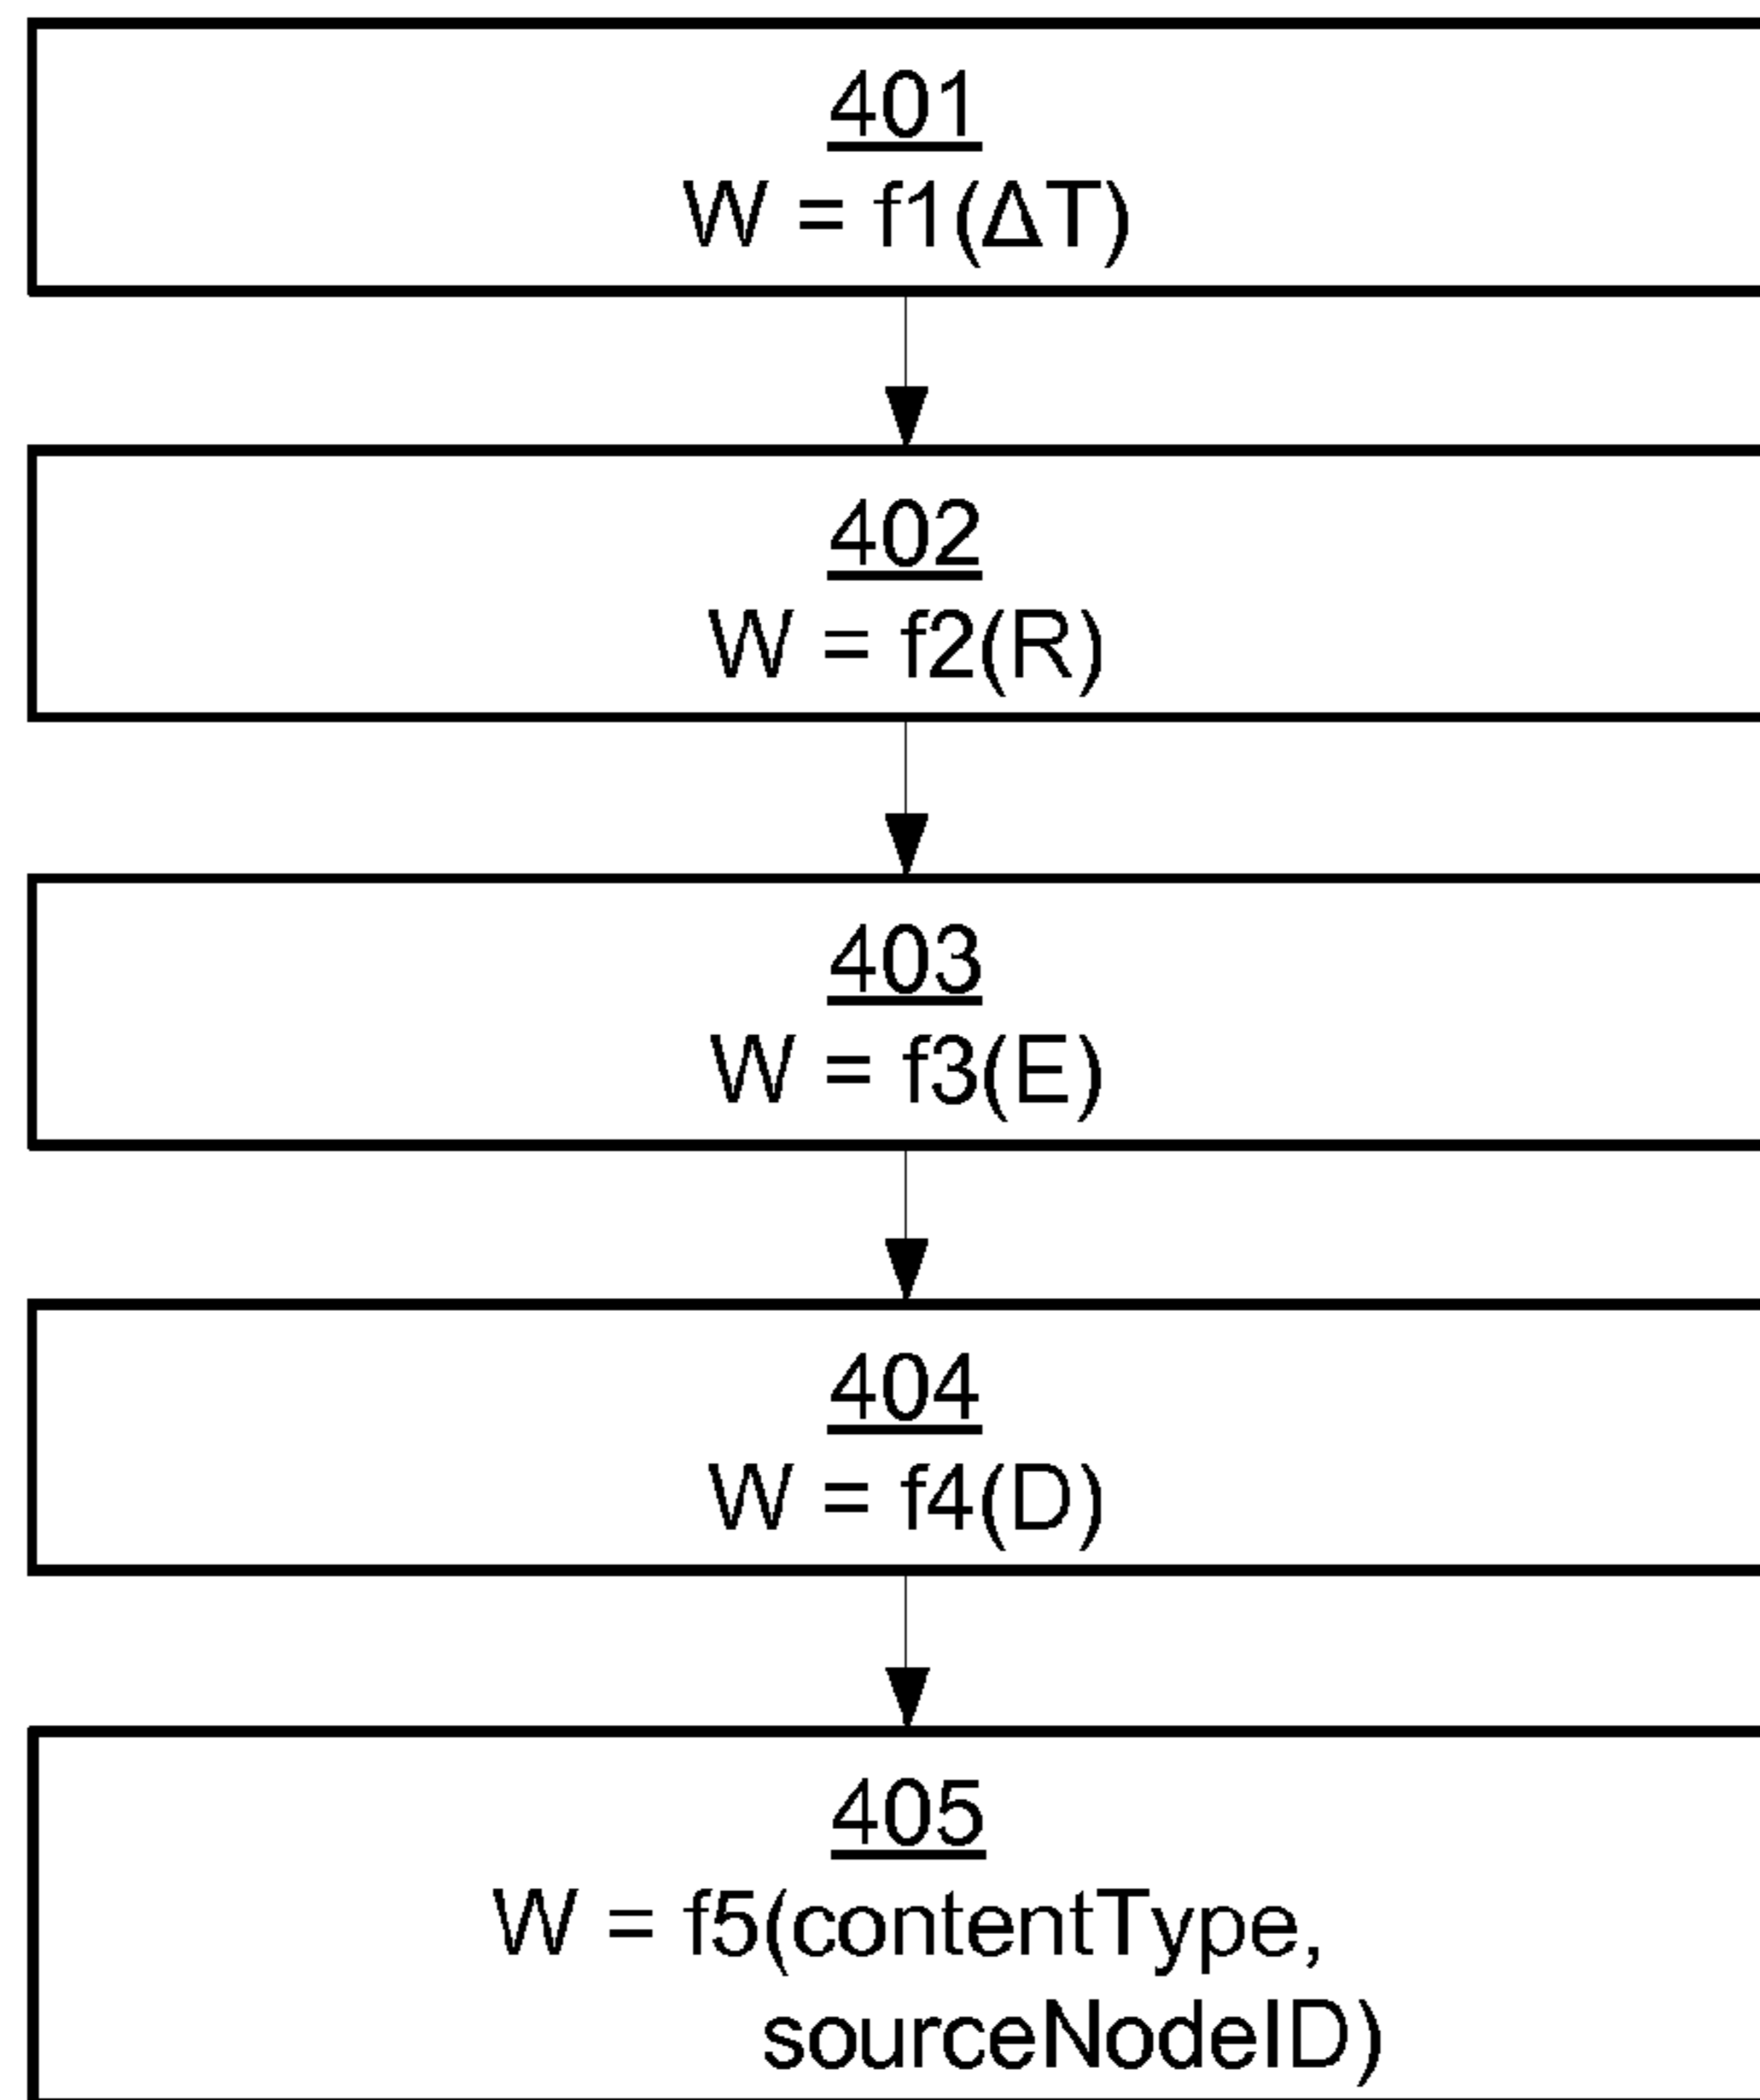 401
W = f1(ΔT)
402
W = f2(R)
403
W = f3(E)
404
W = f4(D)
405
W = f5(contentType,
sourceNodeID)